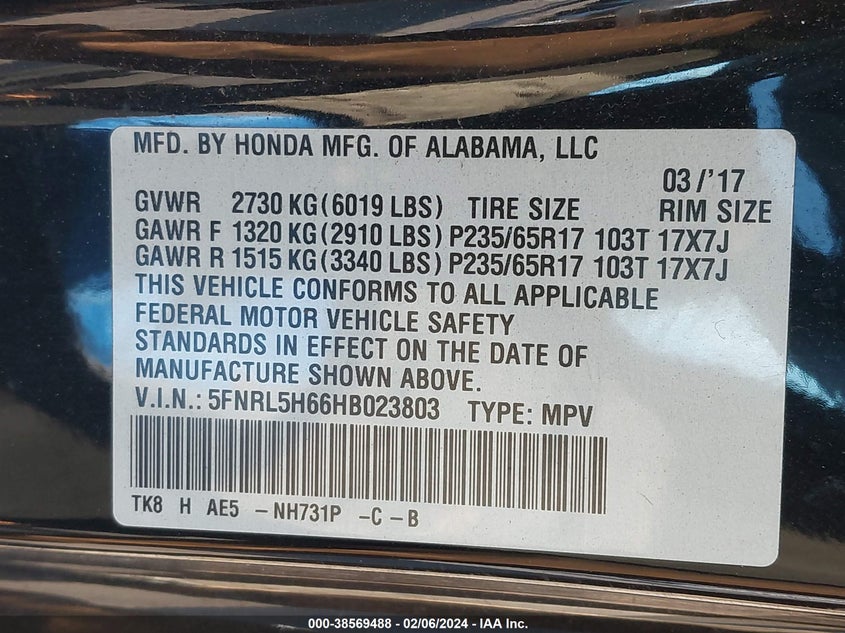 MFD. BY HONDA MFG. OF ALABAMA, LLC
03/'17
GVWR 2730 KG(6019 LBS) TIRE SIZE RIM SIZE
GAWR F 1320 KG(2910 LBS) P235/65R17 103T 17X7J
GAWR R 1515 KG(3340 LBS) P235/65R17 103T 17X7J
THIS VEHICLE CONFORMS TO ALL APPLICABLE
FEDERAL MOTOR VEHICLE SAFETY
STANDARDS IN EFFECT ON THE DATE OF
MANUFACTURE SHOWN ABOVE.
V.I.N.: 5FNRL5H66HB023803 TYPE: MPV
TK8 H AE5 -NH731P -C -B
000-38569488 - 02/06/2024 - IAA Inc.